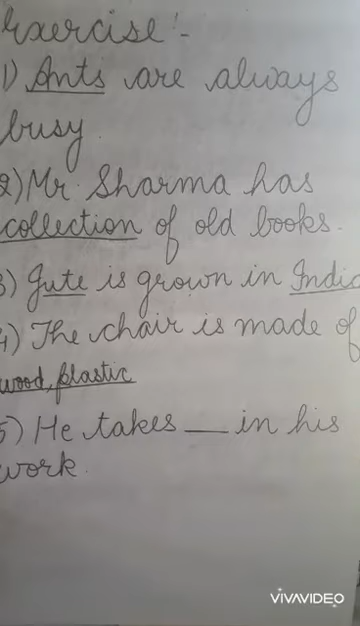 Exercise:-
1) Ants are always
busy.
2) Mr. Sharma has
collection of old books.
3) Jute is grown in India
4) The chair is made of
wood, plastic
5) He takes __ in his
work.
VIVAVIDEO